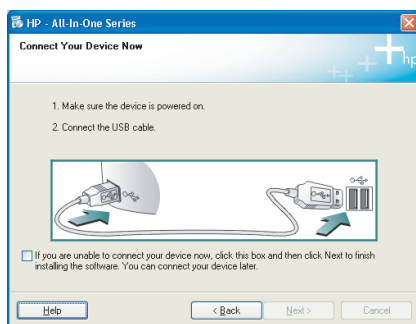 HP - All-In-One Series
Connect Your Device Now
hp
1. Make sure the device is powered on.
2. Connect the USB cable.
If you are unable to connect your device now, click this box and then click Next to finish
installing the software. You can connect your device later.
Help
< Back
Next >
Cancel